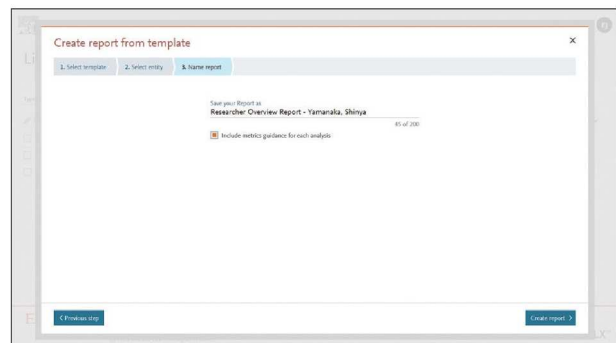 Create report from template
×
1. Select template 2. Select entity 3. Name report
Save your Report as
Researcher Overview Report - Yamanaka, Shinya
45 of 200
Include metrics guidance for each analysis
Previous step
Create report